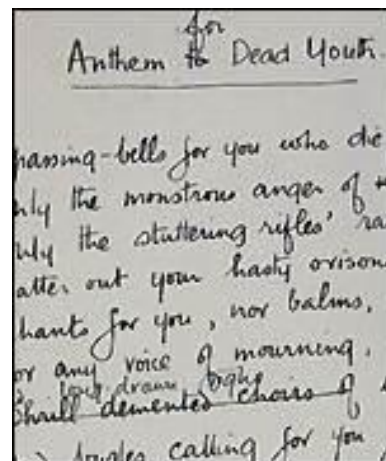 for
Anthem to Dead Youth.
passing-bells for you who die
nly the monstrous anger of
nly the stuttering rifles' ra
atter out your hasty orison
hants for you, nor balms,
or any voice of mourning,
long-drawn sighs
Shrill demented choirs of
bugles calling for you